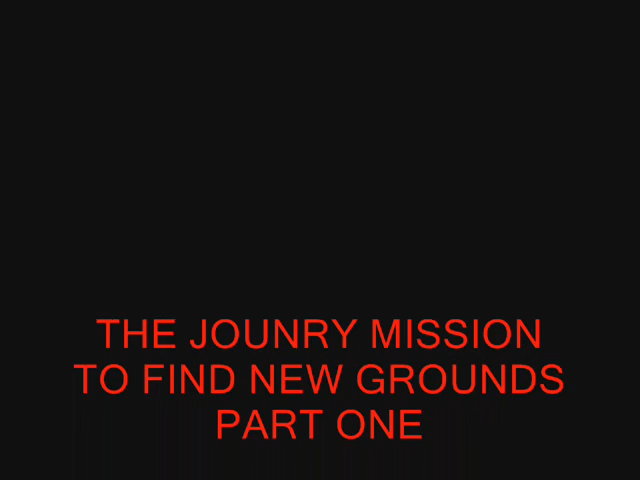 THE JOUNRY MISSION
TO FIND NEW GROUNDS
PART ONE